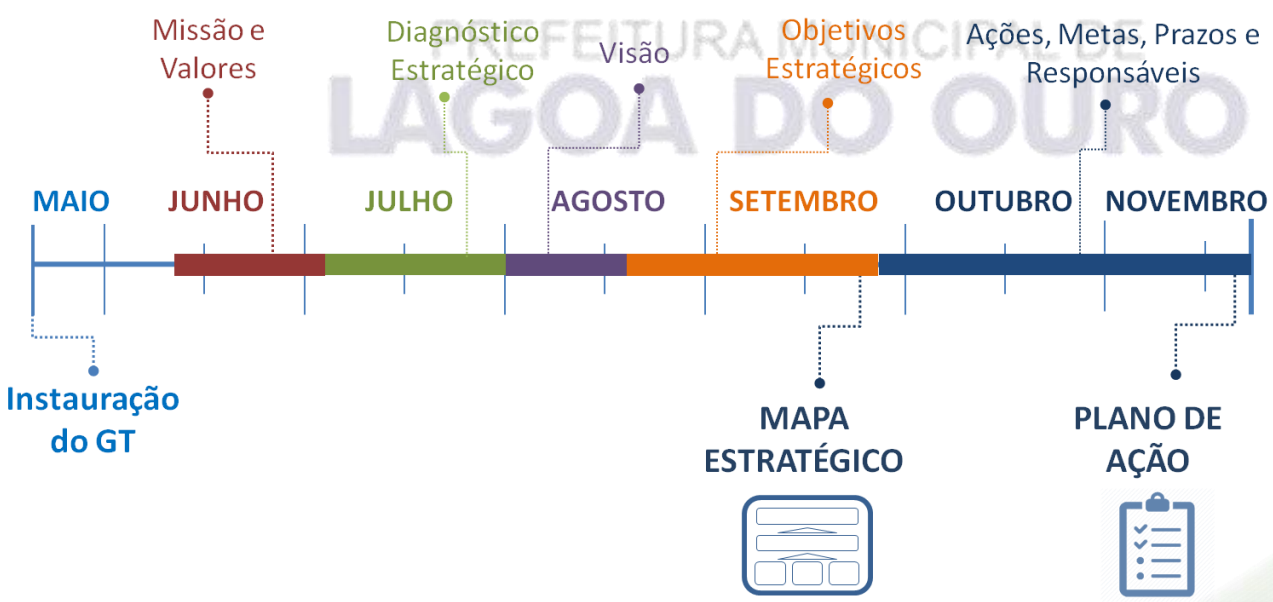 PREFEITURA MUNICIPAL DE
LAGOA DO OURO
Missão e
Valores
Diagnóstico
Estratégico
Visão
Objetivos
Estratégicos
Ações, Metas, Prazos e
Responsáveis
MAIO
JUNHO
JULHO
AGOSTO
SETEMBRO
OUTUBRO
NOVEMBRO
Instauração
do GT
MAPA
ESTRATÉGICO
PLANO DE
AÇÃO